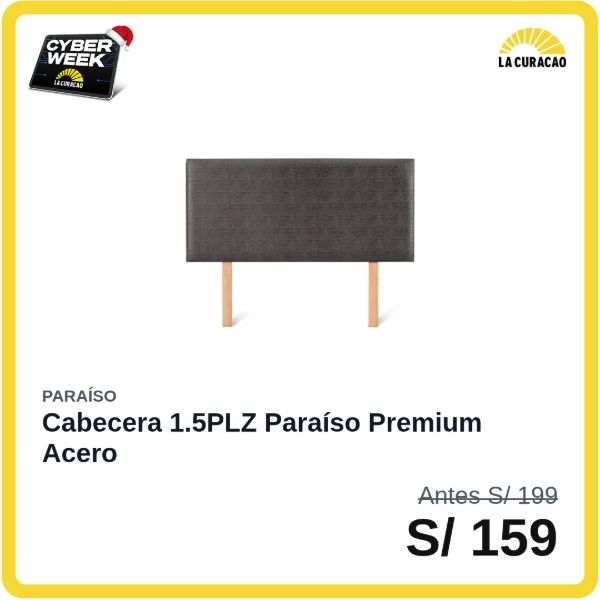 CYBER
WEEK
LA CURACAO
LA CURACAO
PARAÍSO
Cabecera 1.5PLZ Paraíso Premium
Acero
Antes S/ 199
S/ 159